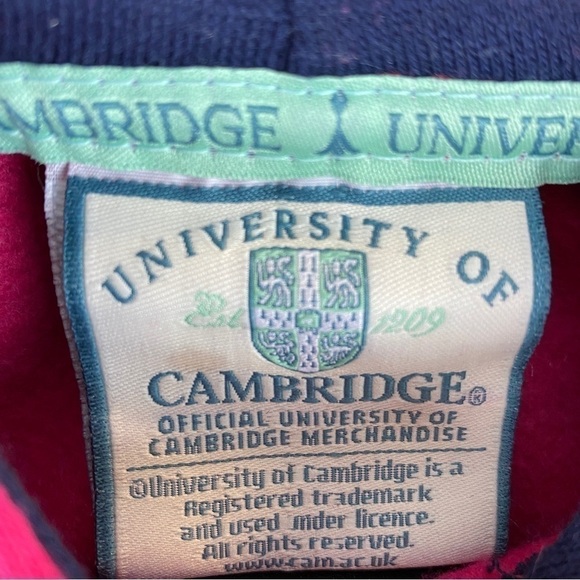 AMBRIDGE UNIVER
UNIVERSITY OF
Est. 1209
CAMBRIDGE®
OFFICIAL UNIVERSITY OF
CAMBRIDGE MERCHANDISE
©University of Cambridge is a
Registered trademark
and used under licence.
All rights reserved.
www.cam.ac.uk